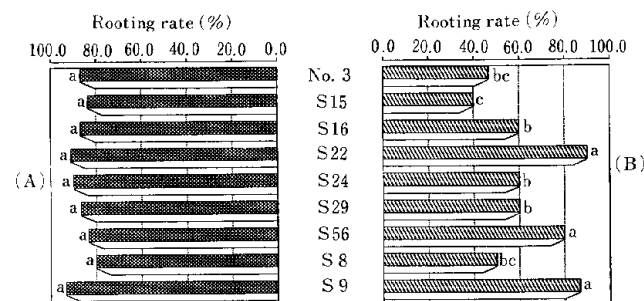 Rooting rate (%) Rooting rate (%)
100.0 80.0 60.0 40.0 20.0 0.0 0.0 20.0 40.0 60.0 80.0 100.0
a No. 3 bc
a S15 c
a S16 b
a S22 a
(A) (B)
a S24 b
a S29 b
a S56 a
a S8 bc
a S9 a